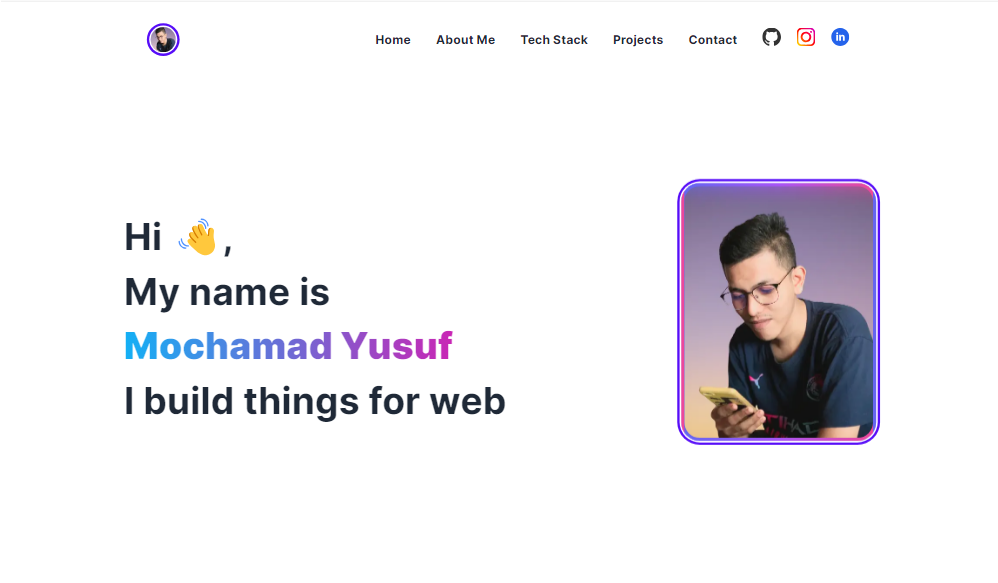 Home About Me Tech Stack Projects Contact
Hi 👋,
My name is
Mochamad Yusuf
I build things for web